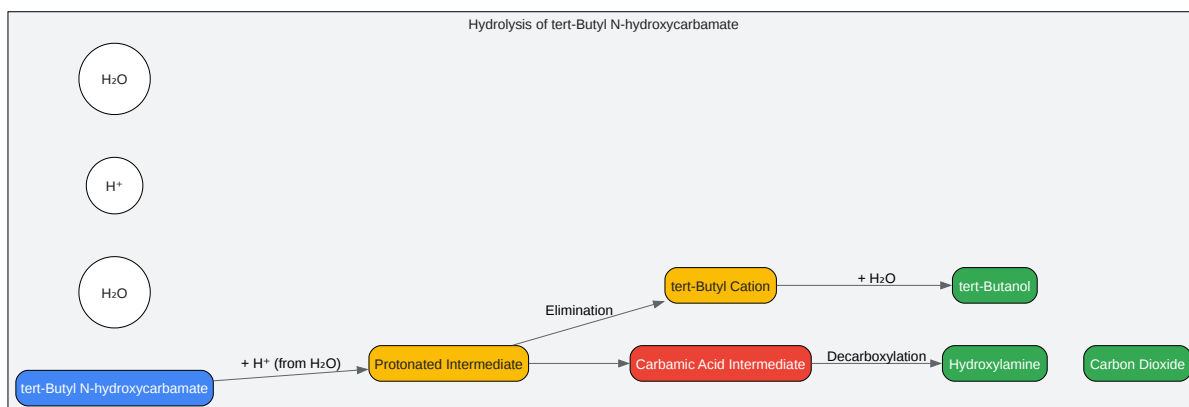 Hydrolysis of tert-Butyl N-hydroxycarbamate
H₂O
H⁺
H₂O
tert-Butyl Cation
+ H₂O
tert-Butanol
Elimination
+ H⁺ (from H₂O)
Protonated Intermediate
Carbamic Acid Intermediate
Decarboxylation
Hydroxylamine
Carbon Dioxide
tert-Butyl N-hydroxycarbamate